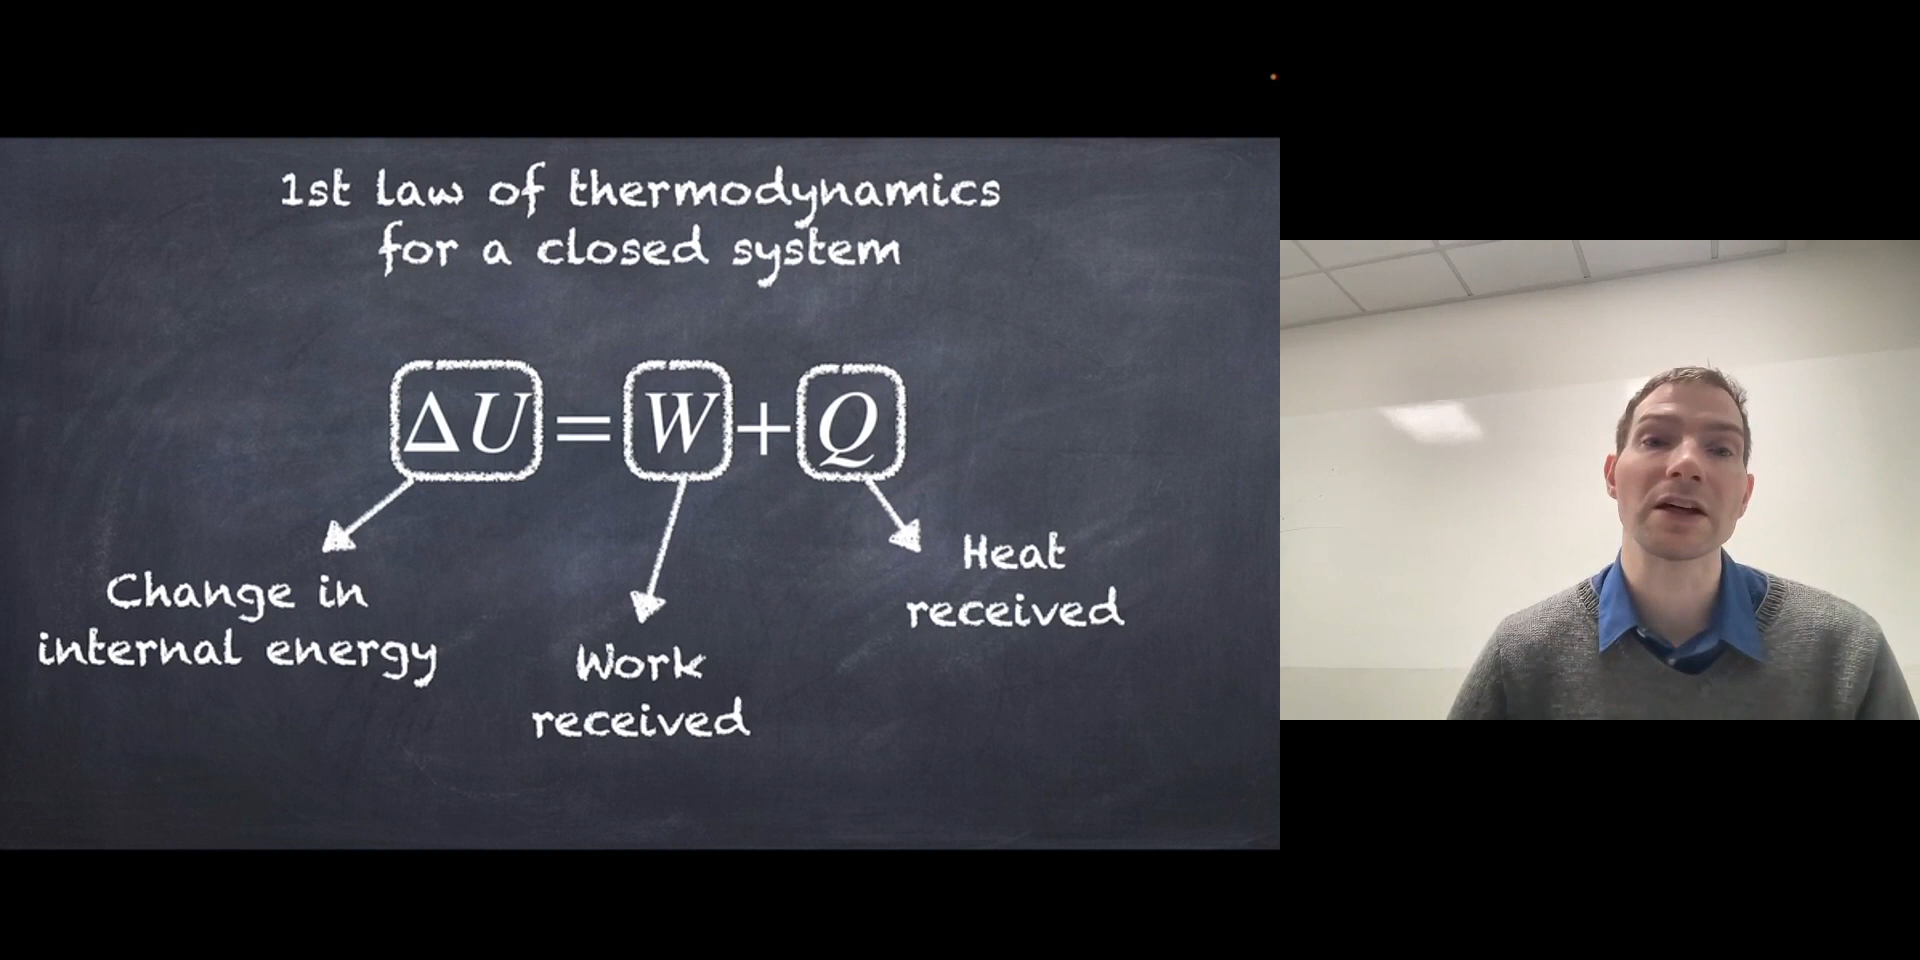 1st law of thermodynamics
for a closed system
ΔU = W + Q
Change in
internal energy
Work
received
Heat
received